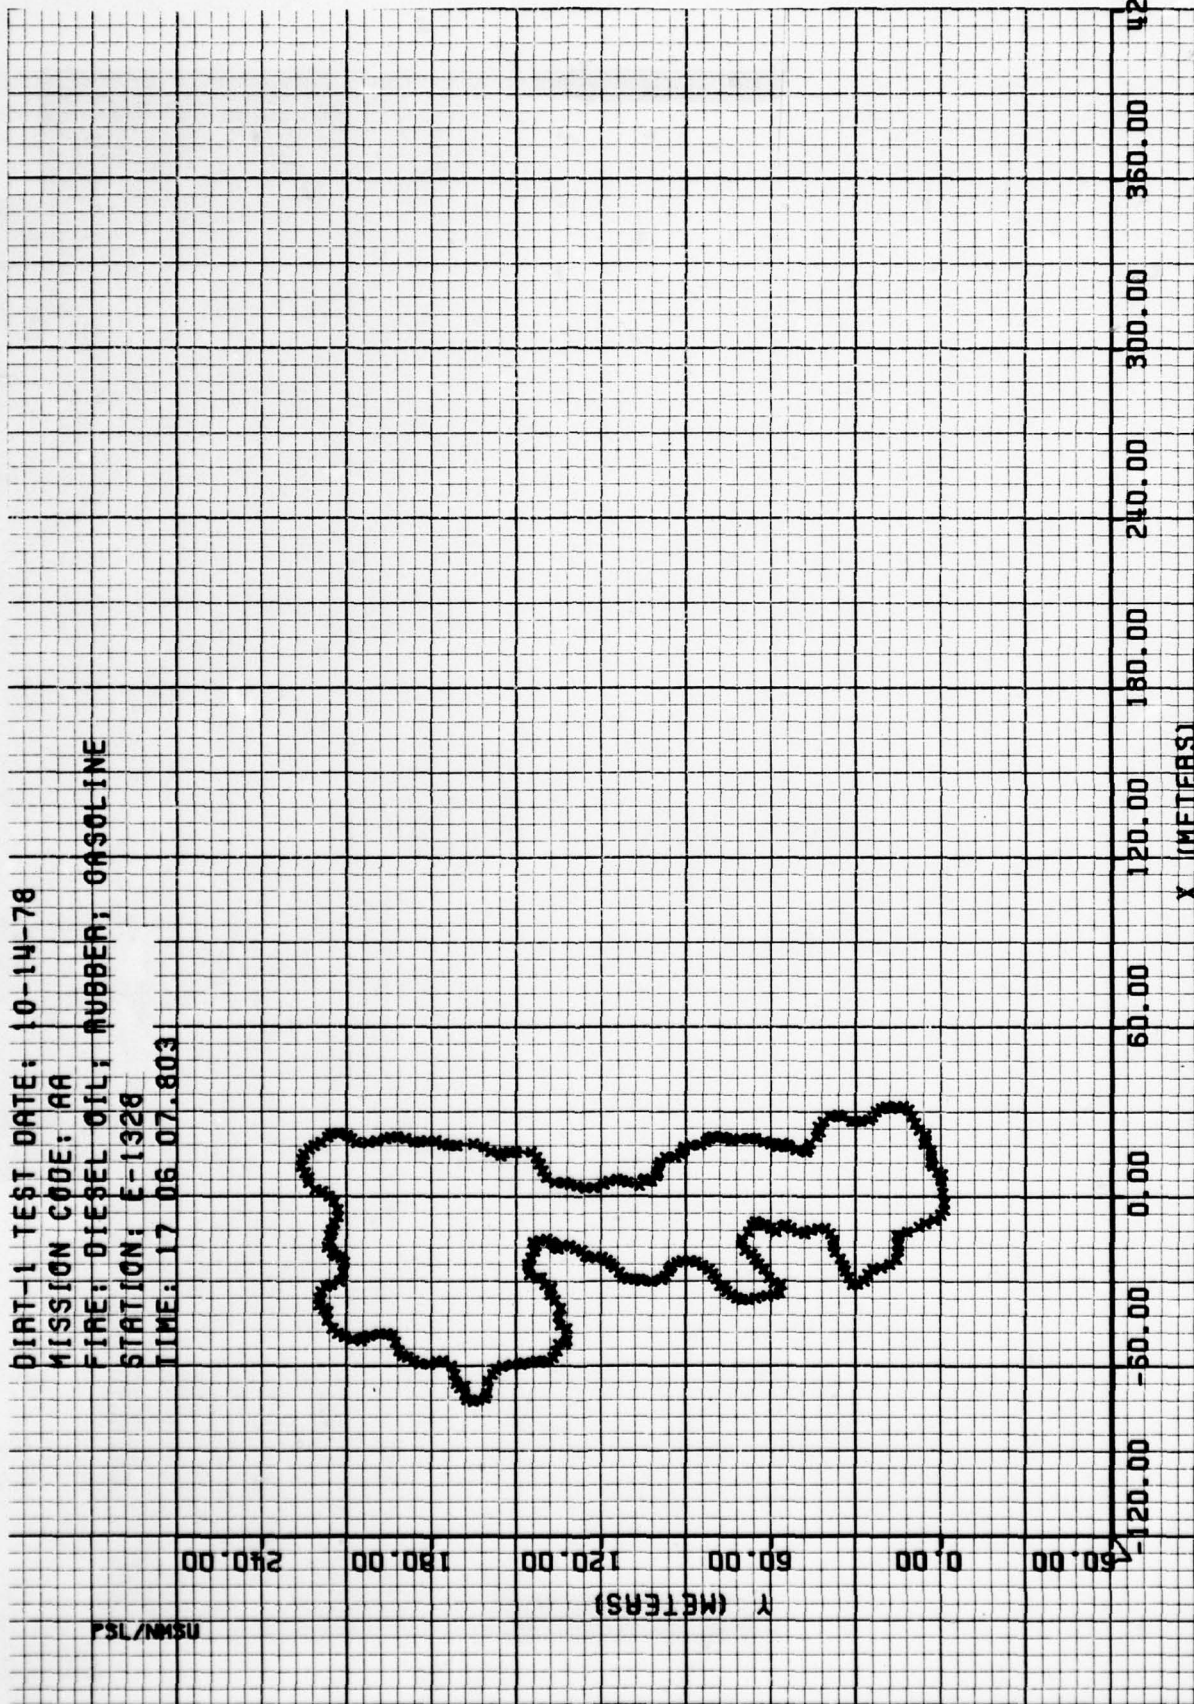 DIRT-1 TEST DATE: 10-14-78
MISSION CODE: AA
FIRE: DIESEL OIL; RUBBER; GASOLINE
STATION: E-1328
TIME: 17 06 07.803
PSL/NMSU
240.00
180.00
120.00
60.00
0.00
-60.00
Y (METERS)
-120.00
-60.00
0.00
60.00
120.00
180.00
240.00
300.00
360.00
X (METERS)